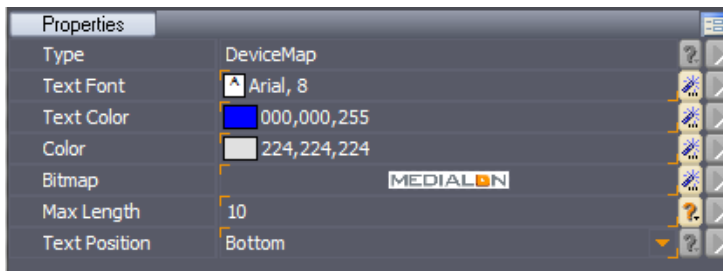 Properties
Type DeviceMap
Text Font A Arial, 8
Text Color 000,000,255
Color 224,224,224
Bitmap MEDIALON
Max Length 10
Text Position Bottom